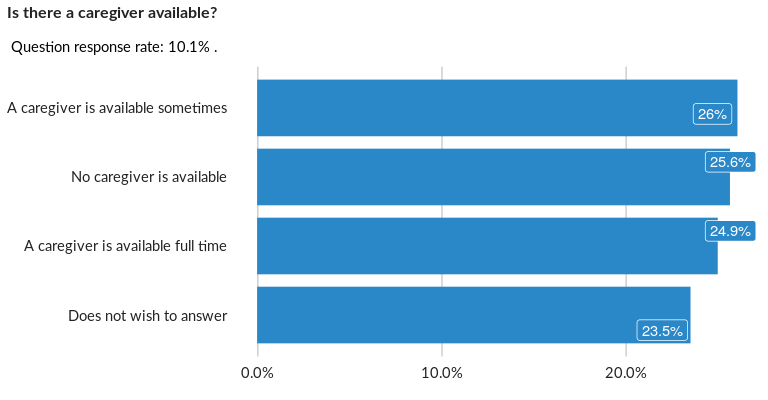 Is there a caregiver available?
Question response rate: 10.1% .
A caregiver is available sometimes
26%
No caregiver is available
25.6%
A caregiver is available full time
24.9%
Does not wish to answer
23.5%
0.0% 10.0% 20.0%